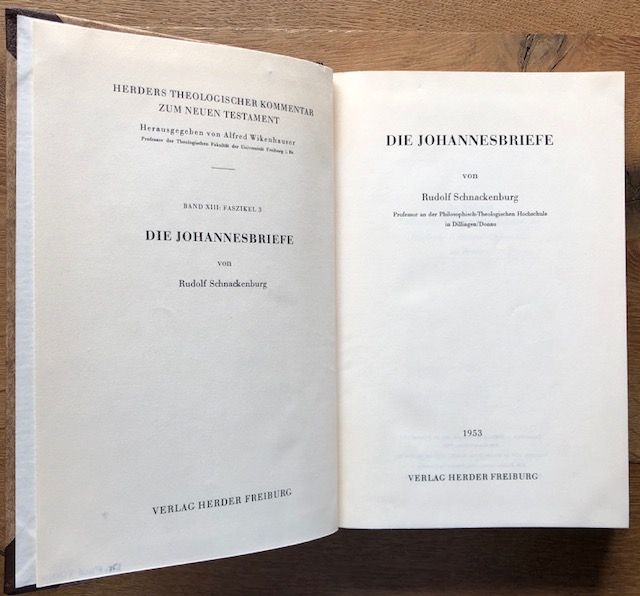 HERDERS THEOLOGISCHER KOMMENTAR
ZUM NEUEN TESTAMENT
Herausgegeben von Alfred Wikenhauser
Professor der Theologischen Fakultät der Universität Freiburg i. Br.
BAND XIII: FASZIKEL 3
DIE JOHANNESBRIEFE
von
Rudolf Schnackenburg
VERLAG HERDER FREIBURG
DIE JOHANNESBRIEFE
von
Rudolf Schnackenburg
Professor an der Philosophisch-Theologischen Hochschule
in Dillingen/Donau
1953
VERLAG HERDER FREIBURG